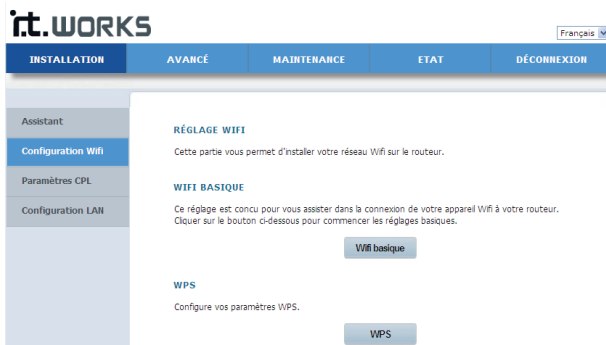 i.t.WORKS
Français
INSTALLATION AVANCÉ MAINTENANCE ETAT DÉCONNEXION
Assistant
Configuration Wifi
Paramètres CPL
Configuration LAN
RÉGLAGE WIFI
Cette partie vous permet d'installer votre réseau Wifi sur le routeur.
WIFI BASIQUE
Ce réglage est concu pour vous assister dans la connexion de votre appareil Wifi à votre routeur.
Cliquer sur le bouton ci-dessous pour commencer les réglages basiques.
Wifi basique
WPS
Configure vos paramètres WPS.
WPS